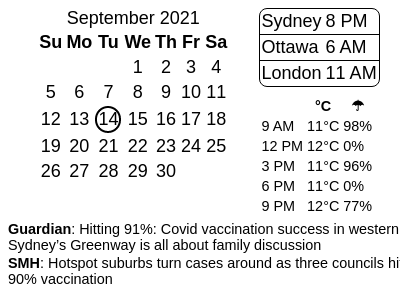 September 2021
Su Mo Tu We Th Fr Sa
1 2 3 4
5 6 7 8 9 10 11
12 13 14 15 16 17 18
19 20 21 22 23 24 25
26 27 28 29 30
Sydney 8 PM
Ottawa 6 AM
London 11 AM
°C ☂
9 AM 11°C 98%
12 PM 12°C 0%
3 PM 11°C 96%
6 PM 11°C 0%
9 PM 12°C 77%
Guardian: Hitting 91%: Covid vaccination success in western
Sydney's Greenway is all about family discussion
SMH: Hotspot suburbs turn cases around as three councils hi
90% vaccination